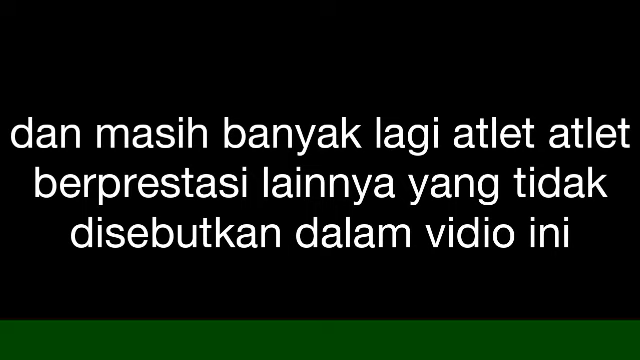 dan masih banyak lagi atlet atlet
berprestasi lainnya yang tidak
disebutkan dalam vidio ini